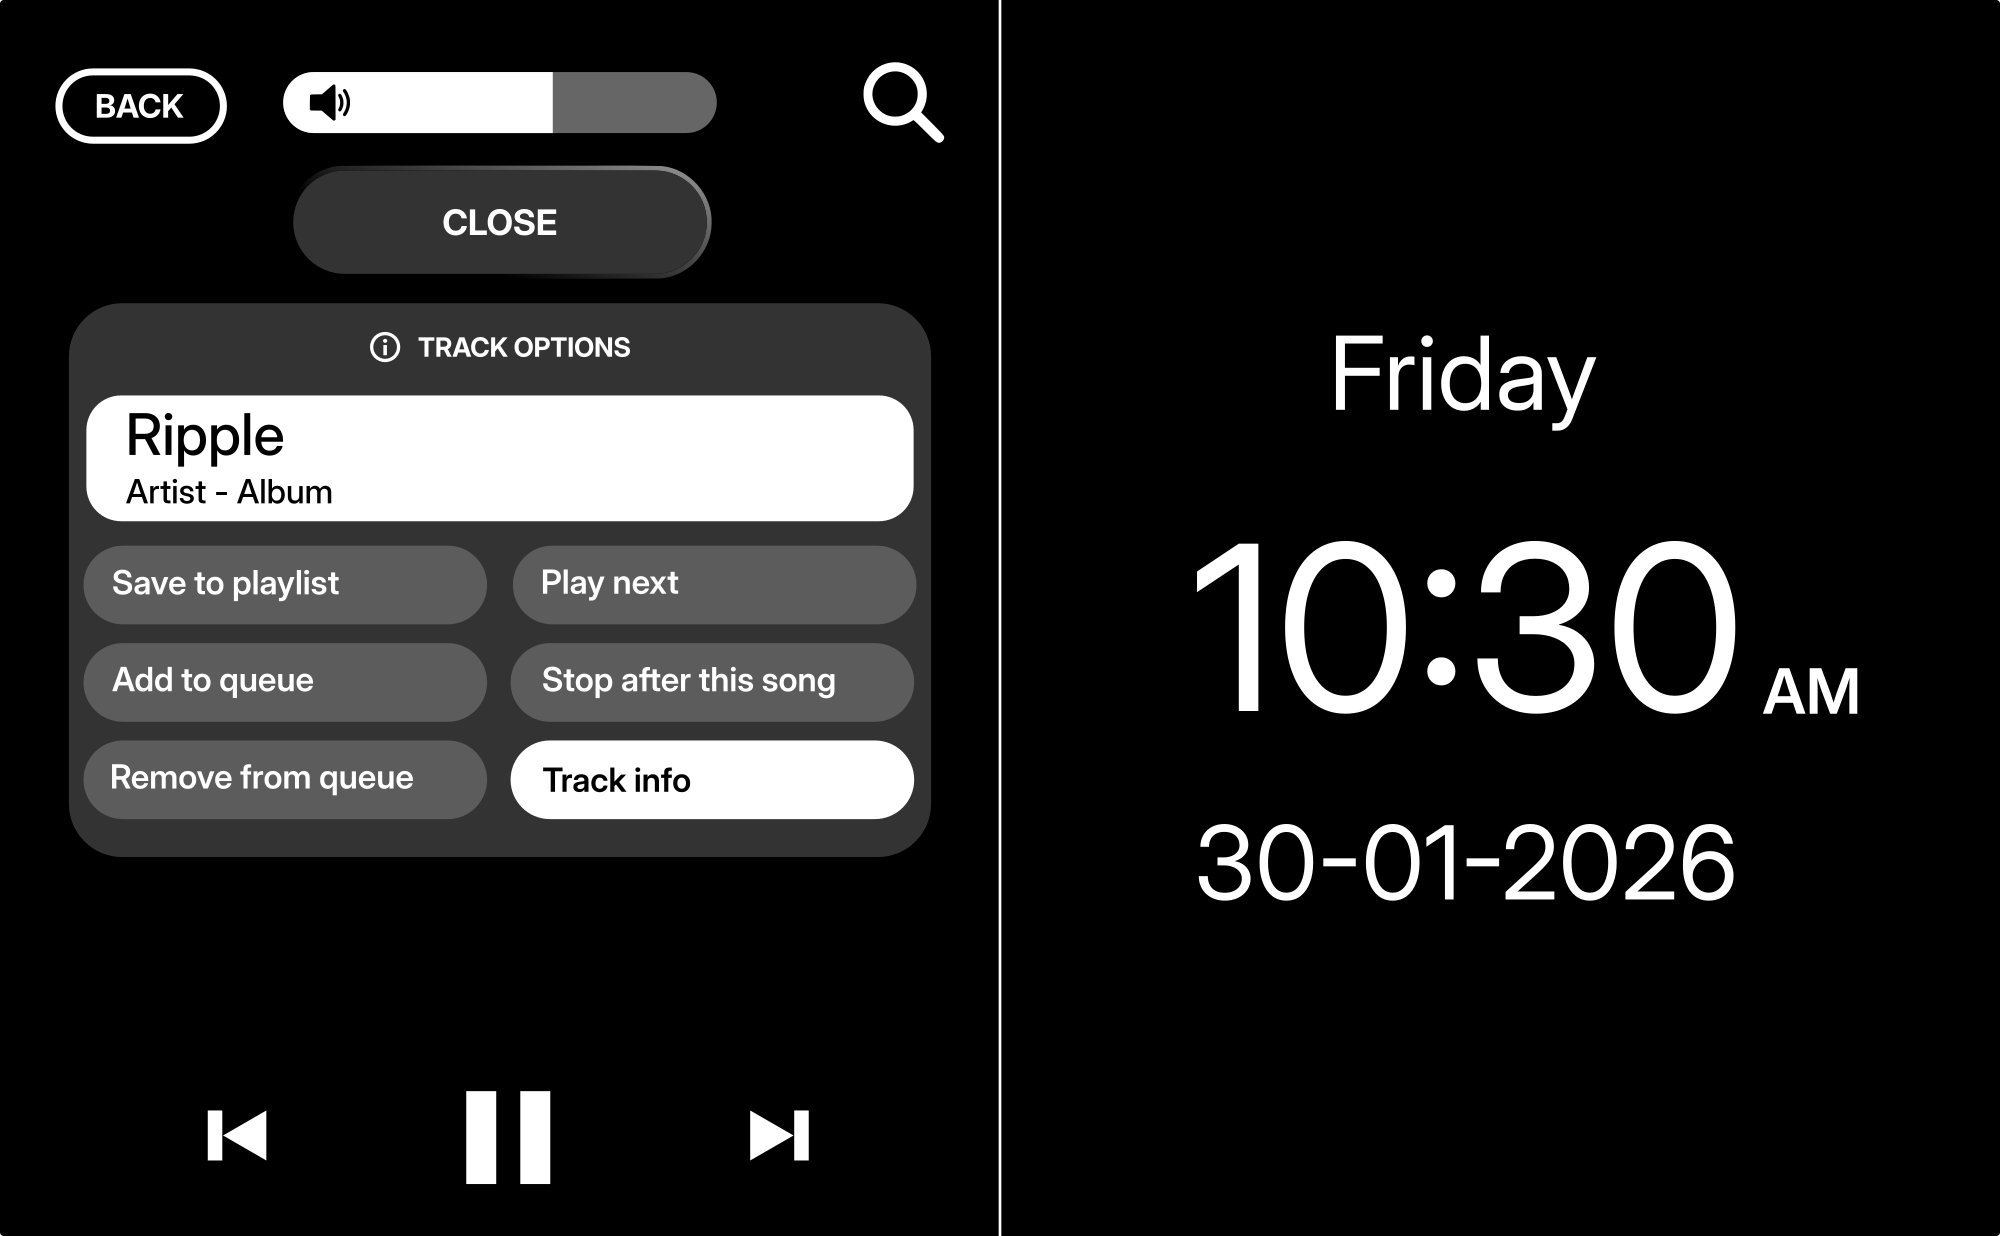 BACK
CLOSE
TRACK OPTIONS
Ripple
Artist - Album
Save to playlist
Play next
Add to queue
Stop after this song
Remove from queue
Track info
Friday
10:30 AM
30-01-2026